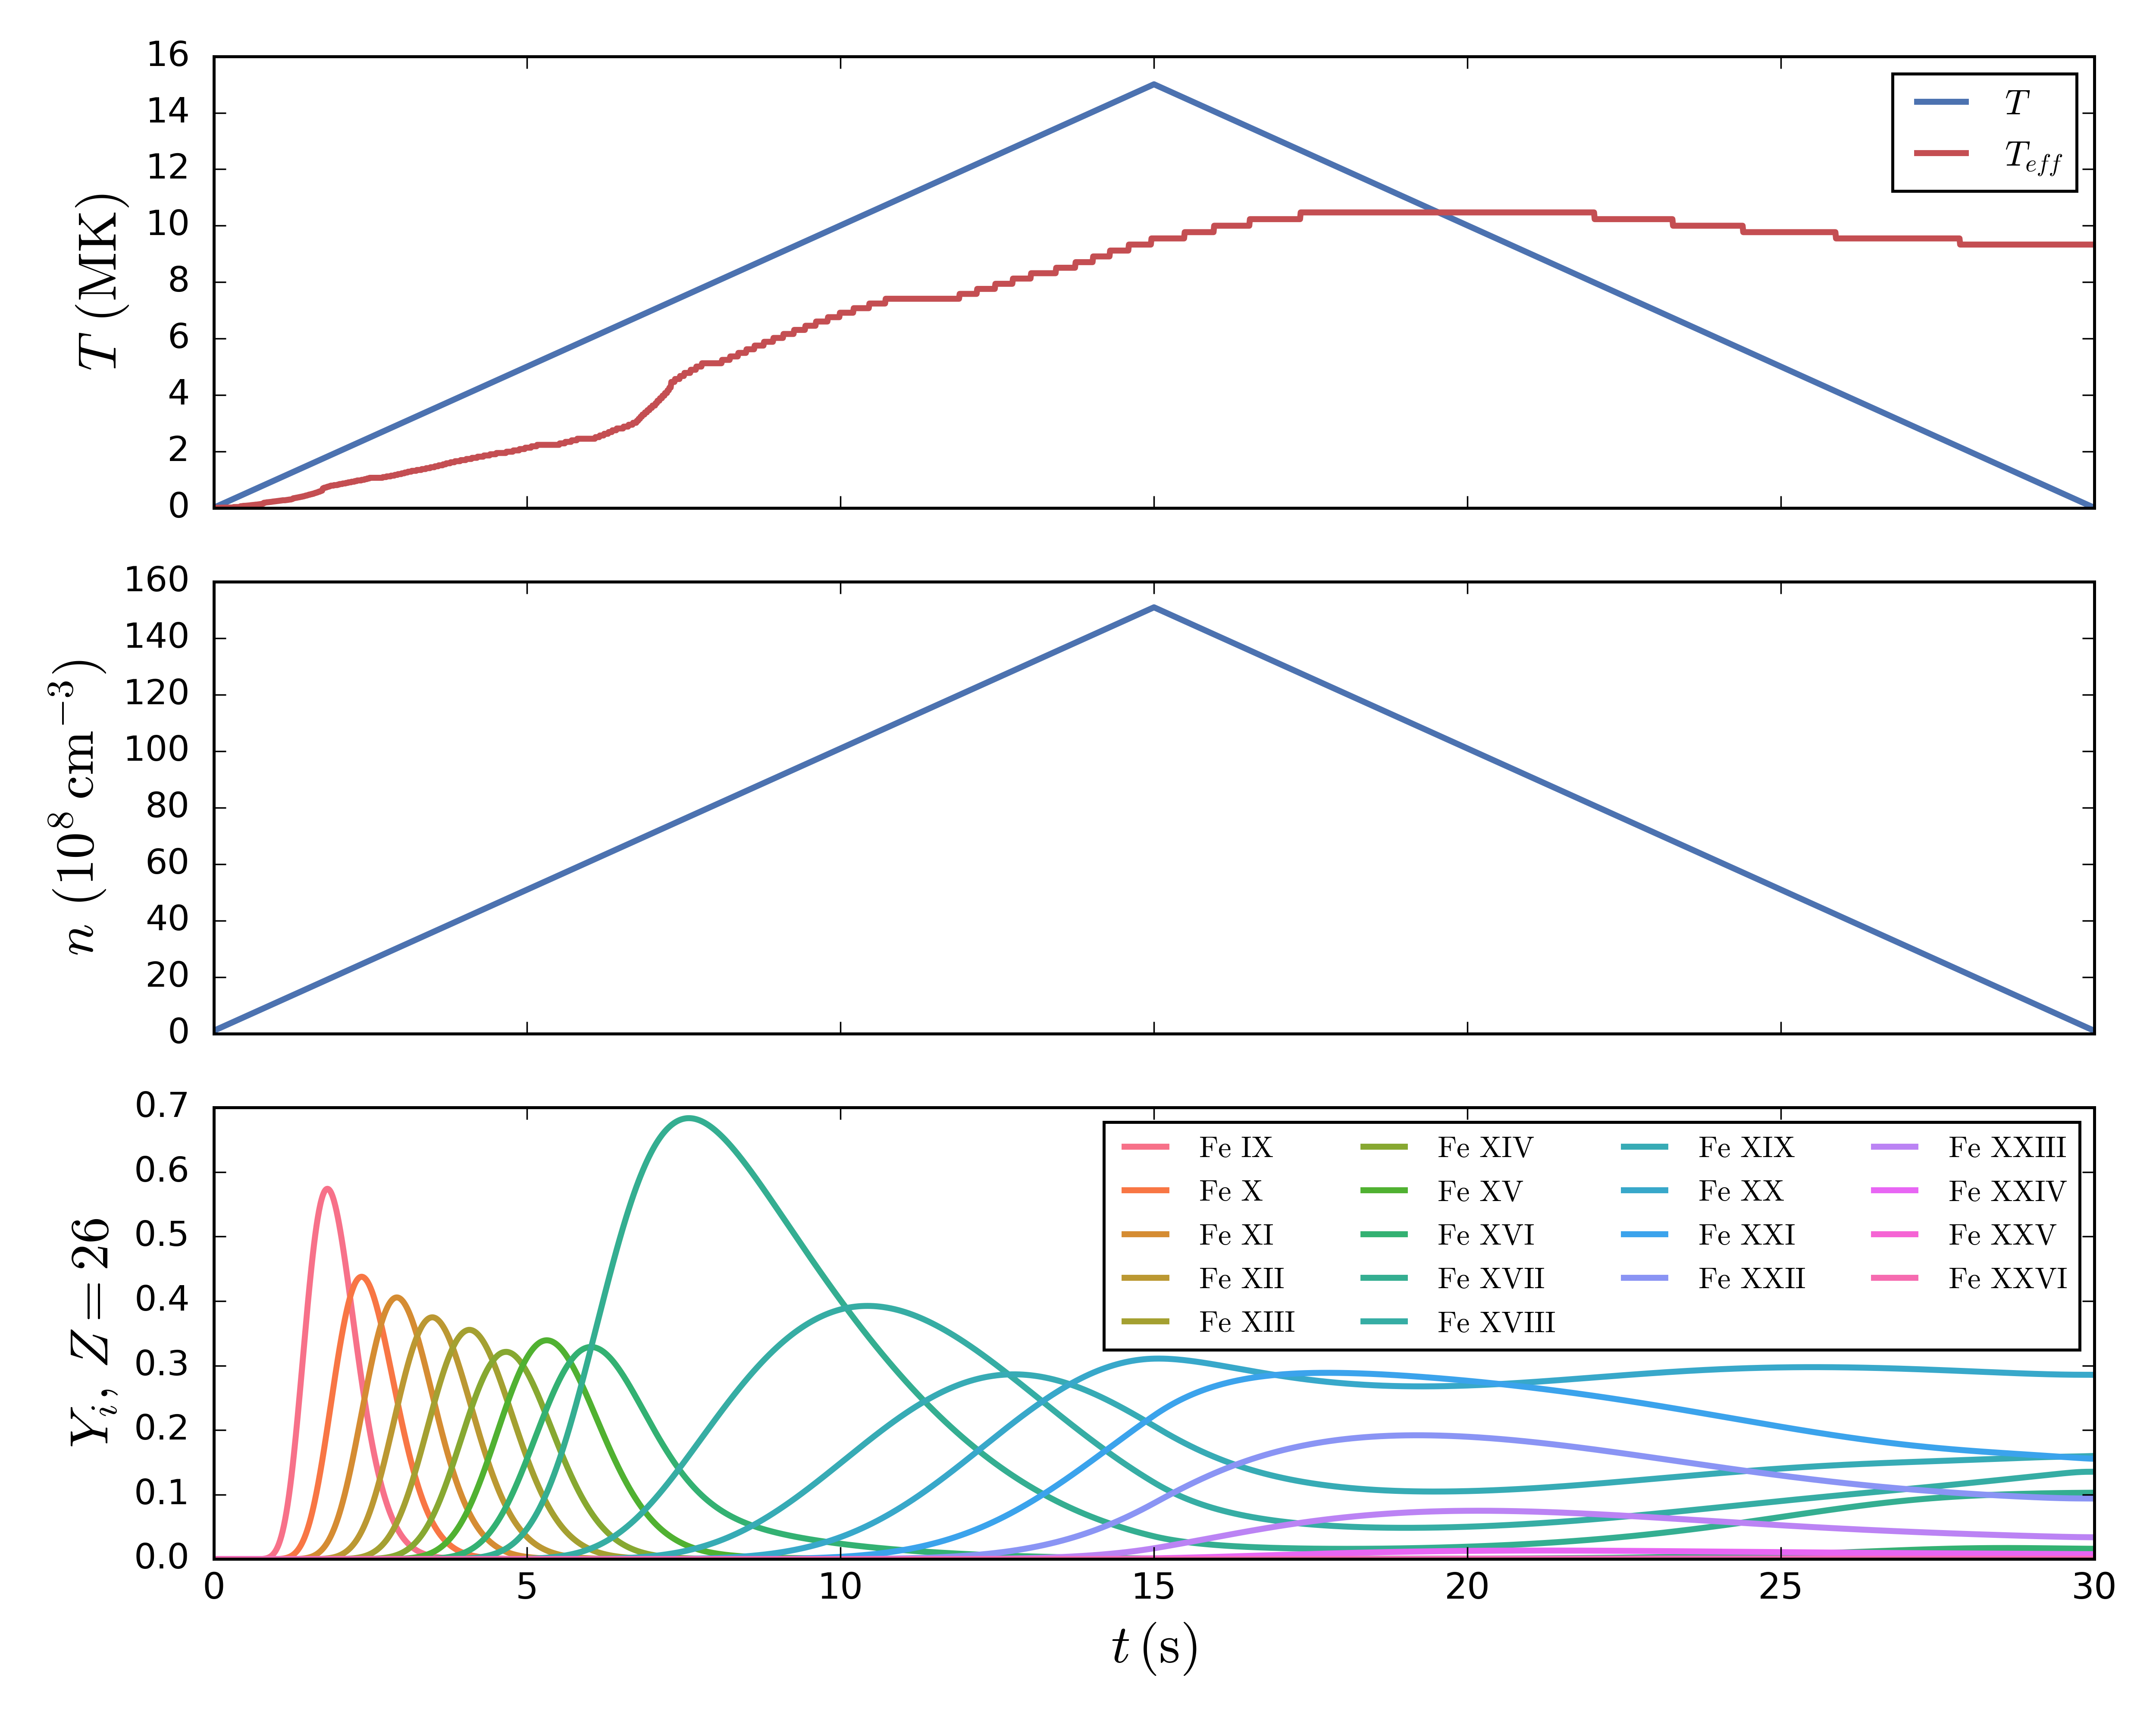 16
14
12
10
8
6
4
2
0
T (MK)
T
T_eff
160
140
120
100
80
60
40
20
0
n (10^8 cm^−3)
0.7
0.6
0.5
0.4
0.3
0.2
0.1
0.0
Y_i, Z = 26
Fe IX
Fe X
Fe XI
Fe XII
Fe XIII
Fe XIV
Fe XV
Fe XVI
Fe XVII
Fe XVIII
Fe XIX
Fe XX
Fe XXI
Fe XXII
Fe XXIII
Fe XXIV
Fe XXV
Fe XXVI
0 5 10 15 20 25 30
t (s)